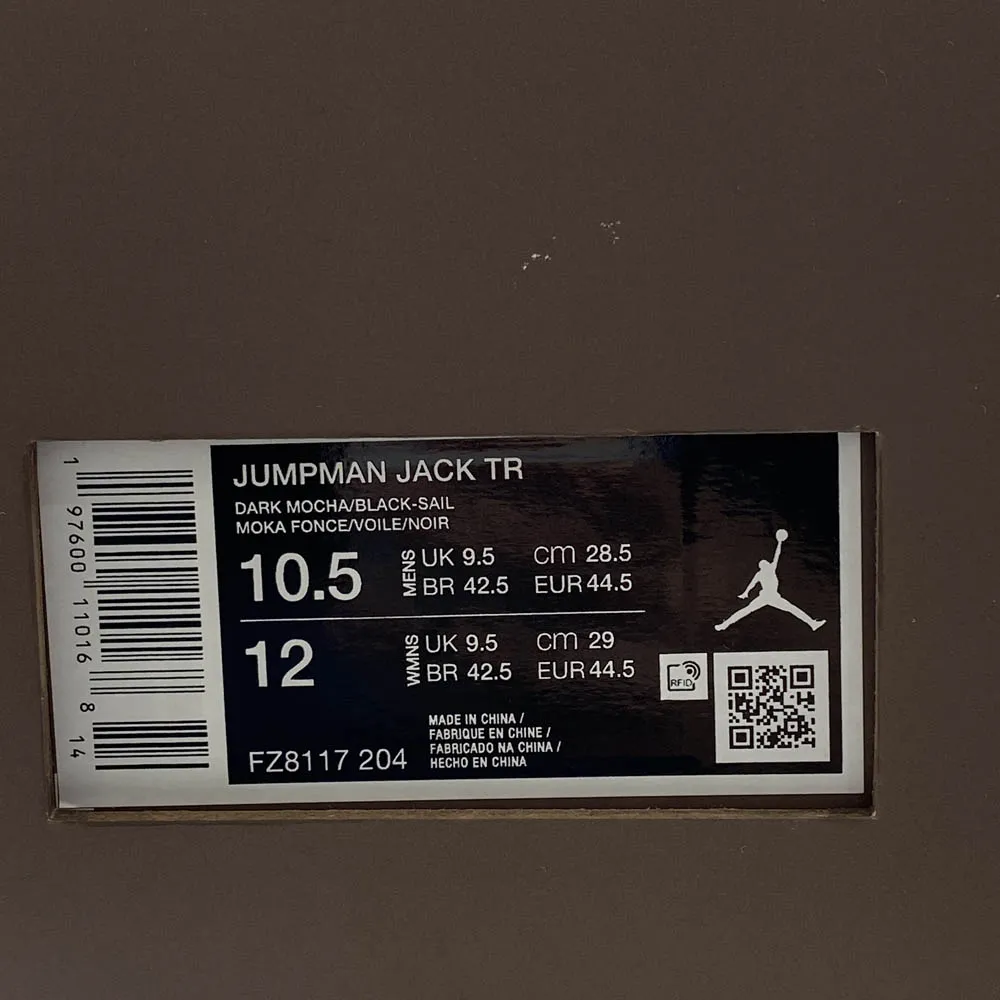 JUMPMAN JACK TR
DARK MOCHA/BLACK-SAIL
MOKA FONCE/VOILE/NOIR
10.5 MENS UK 9.5 cm 28.5
BR 42.5 EUR 44.5
12 WMNS UK 9.5 cm 29
BR 42.5 EUR 44.5
RFID
MADE IN CHINA /
FABRIQUE EN CHINE /
FABRICADO NA CHINA /
HECHO EN CHINA
FZ8117 204
1 97600 11016 8 14